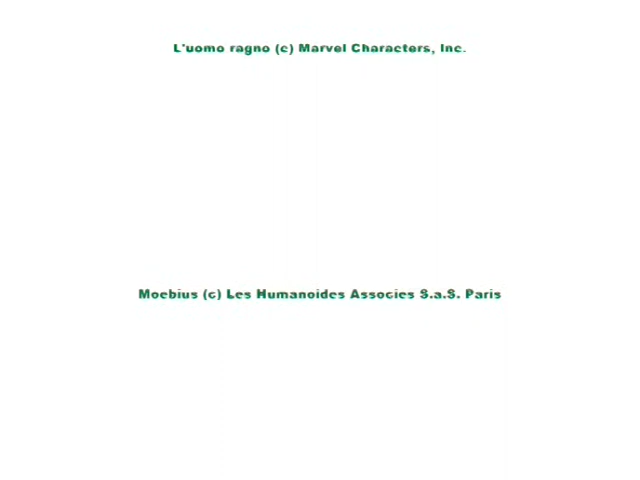 L'uomo ragno (c) Marvel Characters, Inc.
Moebius (c) Les Humanoides Associes S.a.S. Paris